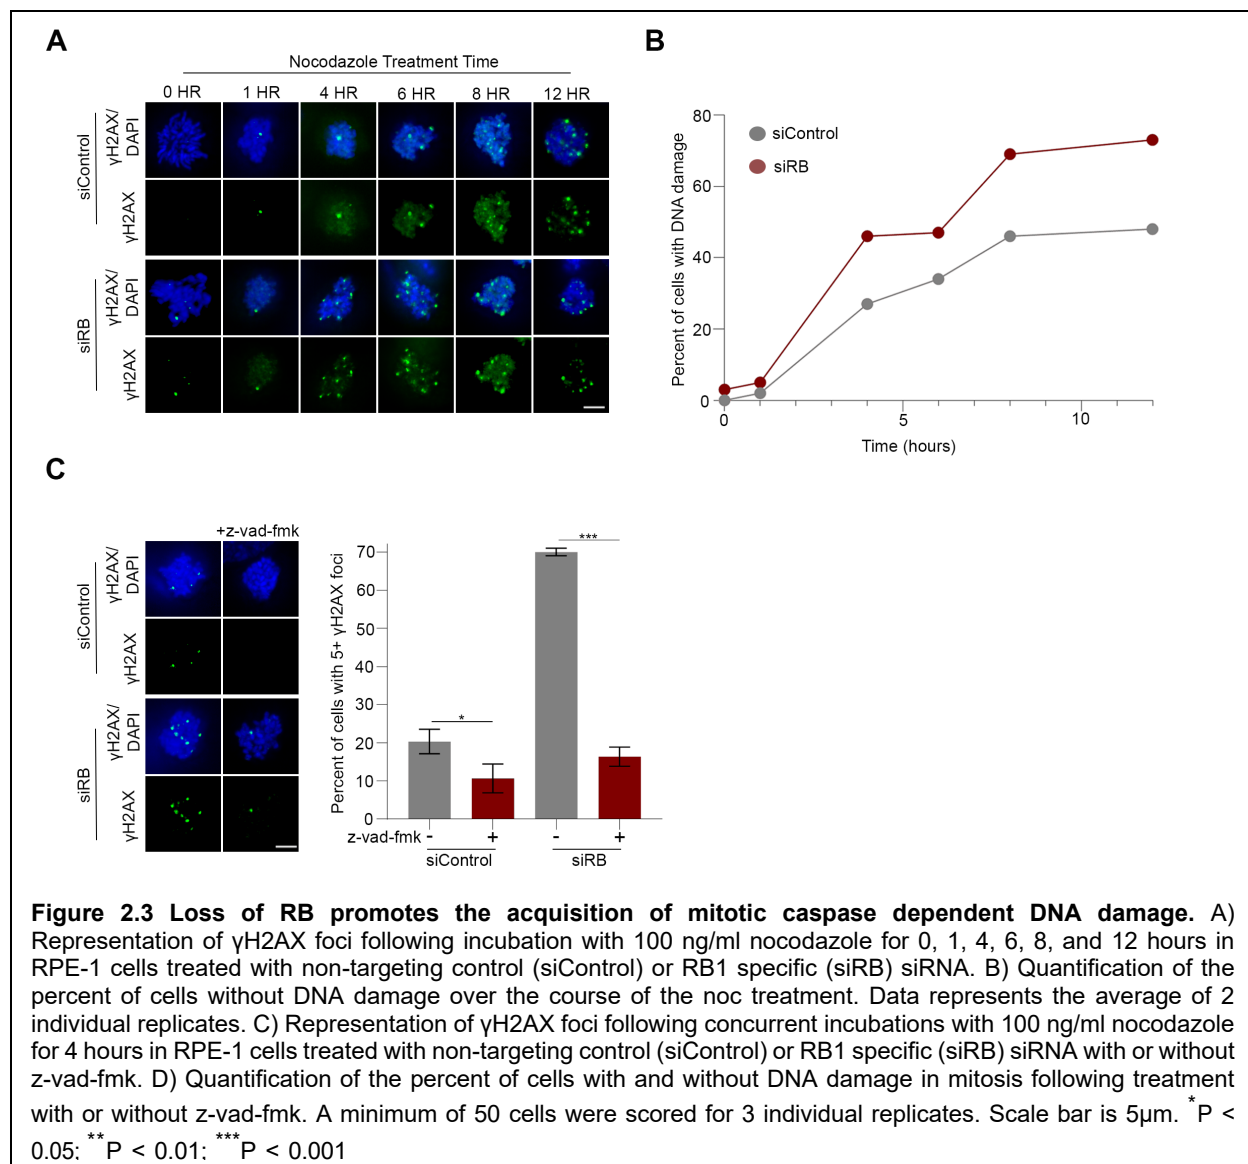 A
Nocodazole Treatment Time
0 HR 1 HR 4 HR 6 HR 8 HR 12 HR
siControl
γH2AX/
DAPI
γH2AX
siRB
γH2AX/
DAPI
γH2AX
B
Percent of cells with DNA damage
80
60
40
20
0
siControl
siRB
0 5 10
Time (hours)
C
+z-vad-fmk
siControl
γH2AX/
DAPI
γH2AX
siRB
γH2AX/
DAPI
γH2AX
Percent of cells with 5+ γH2AX foci
70
60
50
40
30
20
10
0
*
***
z-vad-fmk - + - +
siControl siRB
Figure 2.3 Loss of RB promotes the acquisition of mitotic caspase dependent DNA damage. A)
Representation of γH2AX foci following incubation with 100 ng/ml nocodazole for 0, 1, 4, 6, 8, and 12 hours in
RPE-1 cells treated with non-targeting control (siControl) or RB1 specific (siRB) siRNA. B) Quantification of the
percent of cells without DNA damage over the course of the noc treatment. Data represents the average of 2
individual replicates. C) Representation of γH2AX foci following concurrent incubations with 100 ng/ml nocodazole
for 4 hours in RPE-1 cells treated with non-targeting control (siControl) or RB1 specific (siRB) siRNA with or without
z-vad-fmk. D) Quantification of the percent of cells with and without DNA damage in mitosis following treatment
with or without z-vad-fmk. A minimum of 50 cells were scored for 3 individual replicates. Scale bar is 5μm. *P <
0.05; **P < 0.01; ***P < 0.001